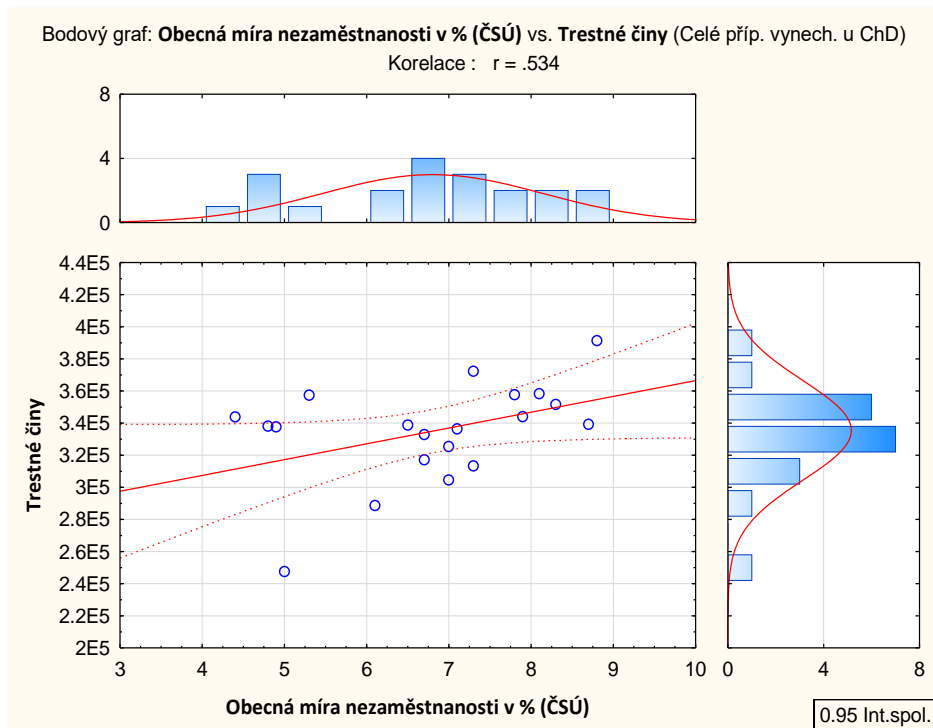 Bodový graf: Obecná míra nezaměstnanosti v % (ČSÚ) vs. Trestné činy (Celé příp. vynech. u ChD)
Korelace : r = .534
8
4
0
4.4E5
4.2E5
4E5
3.8E5
3.6E5
3.4E5
3.2E5
3E5
2.8E5
2.6E5
2.4E5
2.2E5
2E5
Trestné činy
3 4 5 6 7 8 9 10
0 4 8
Obecná míra nezaměstnanosti v % (ČSÚ)
0.95 Int.spol.